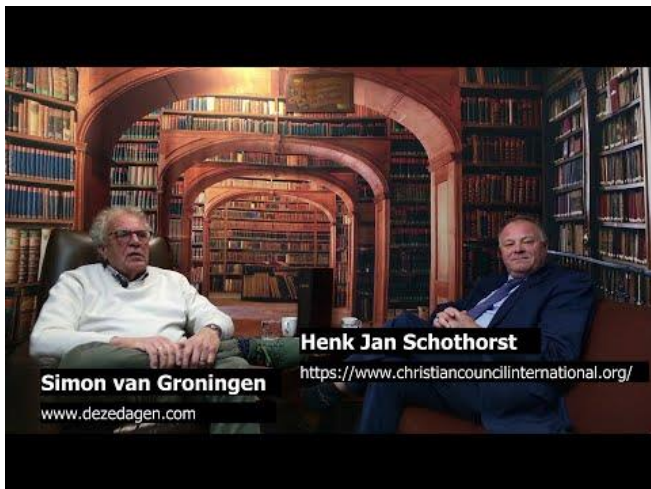 Simon van Groningen
www.dezedagen.com
Henk Jan Schothorst
https://www.christiancouncilinternational.org/